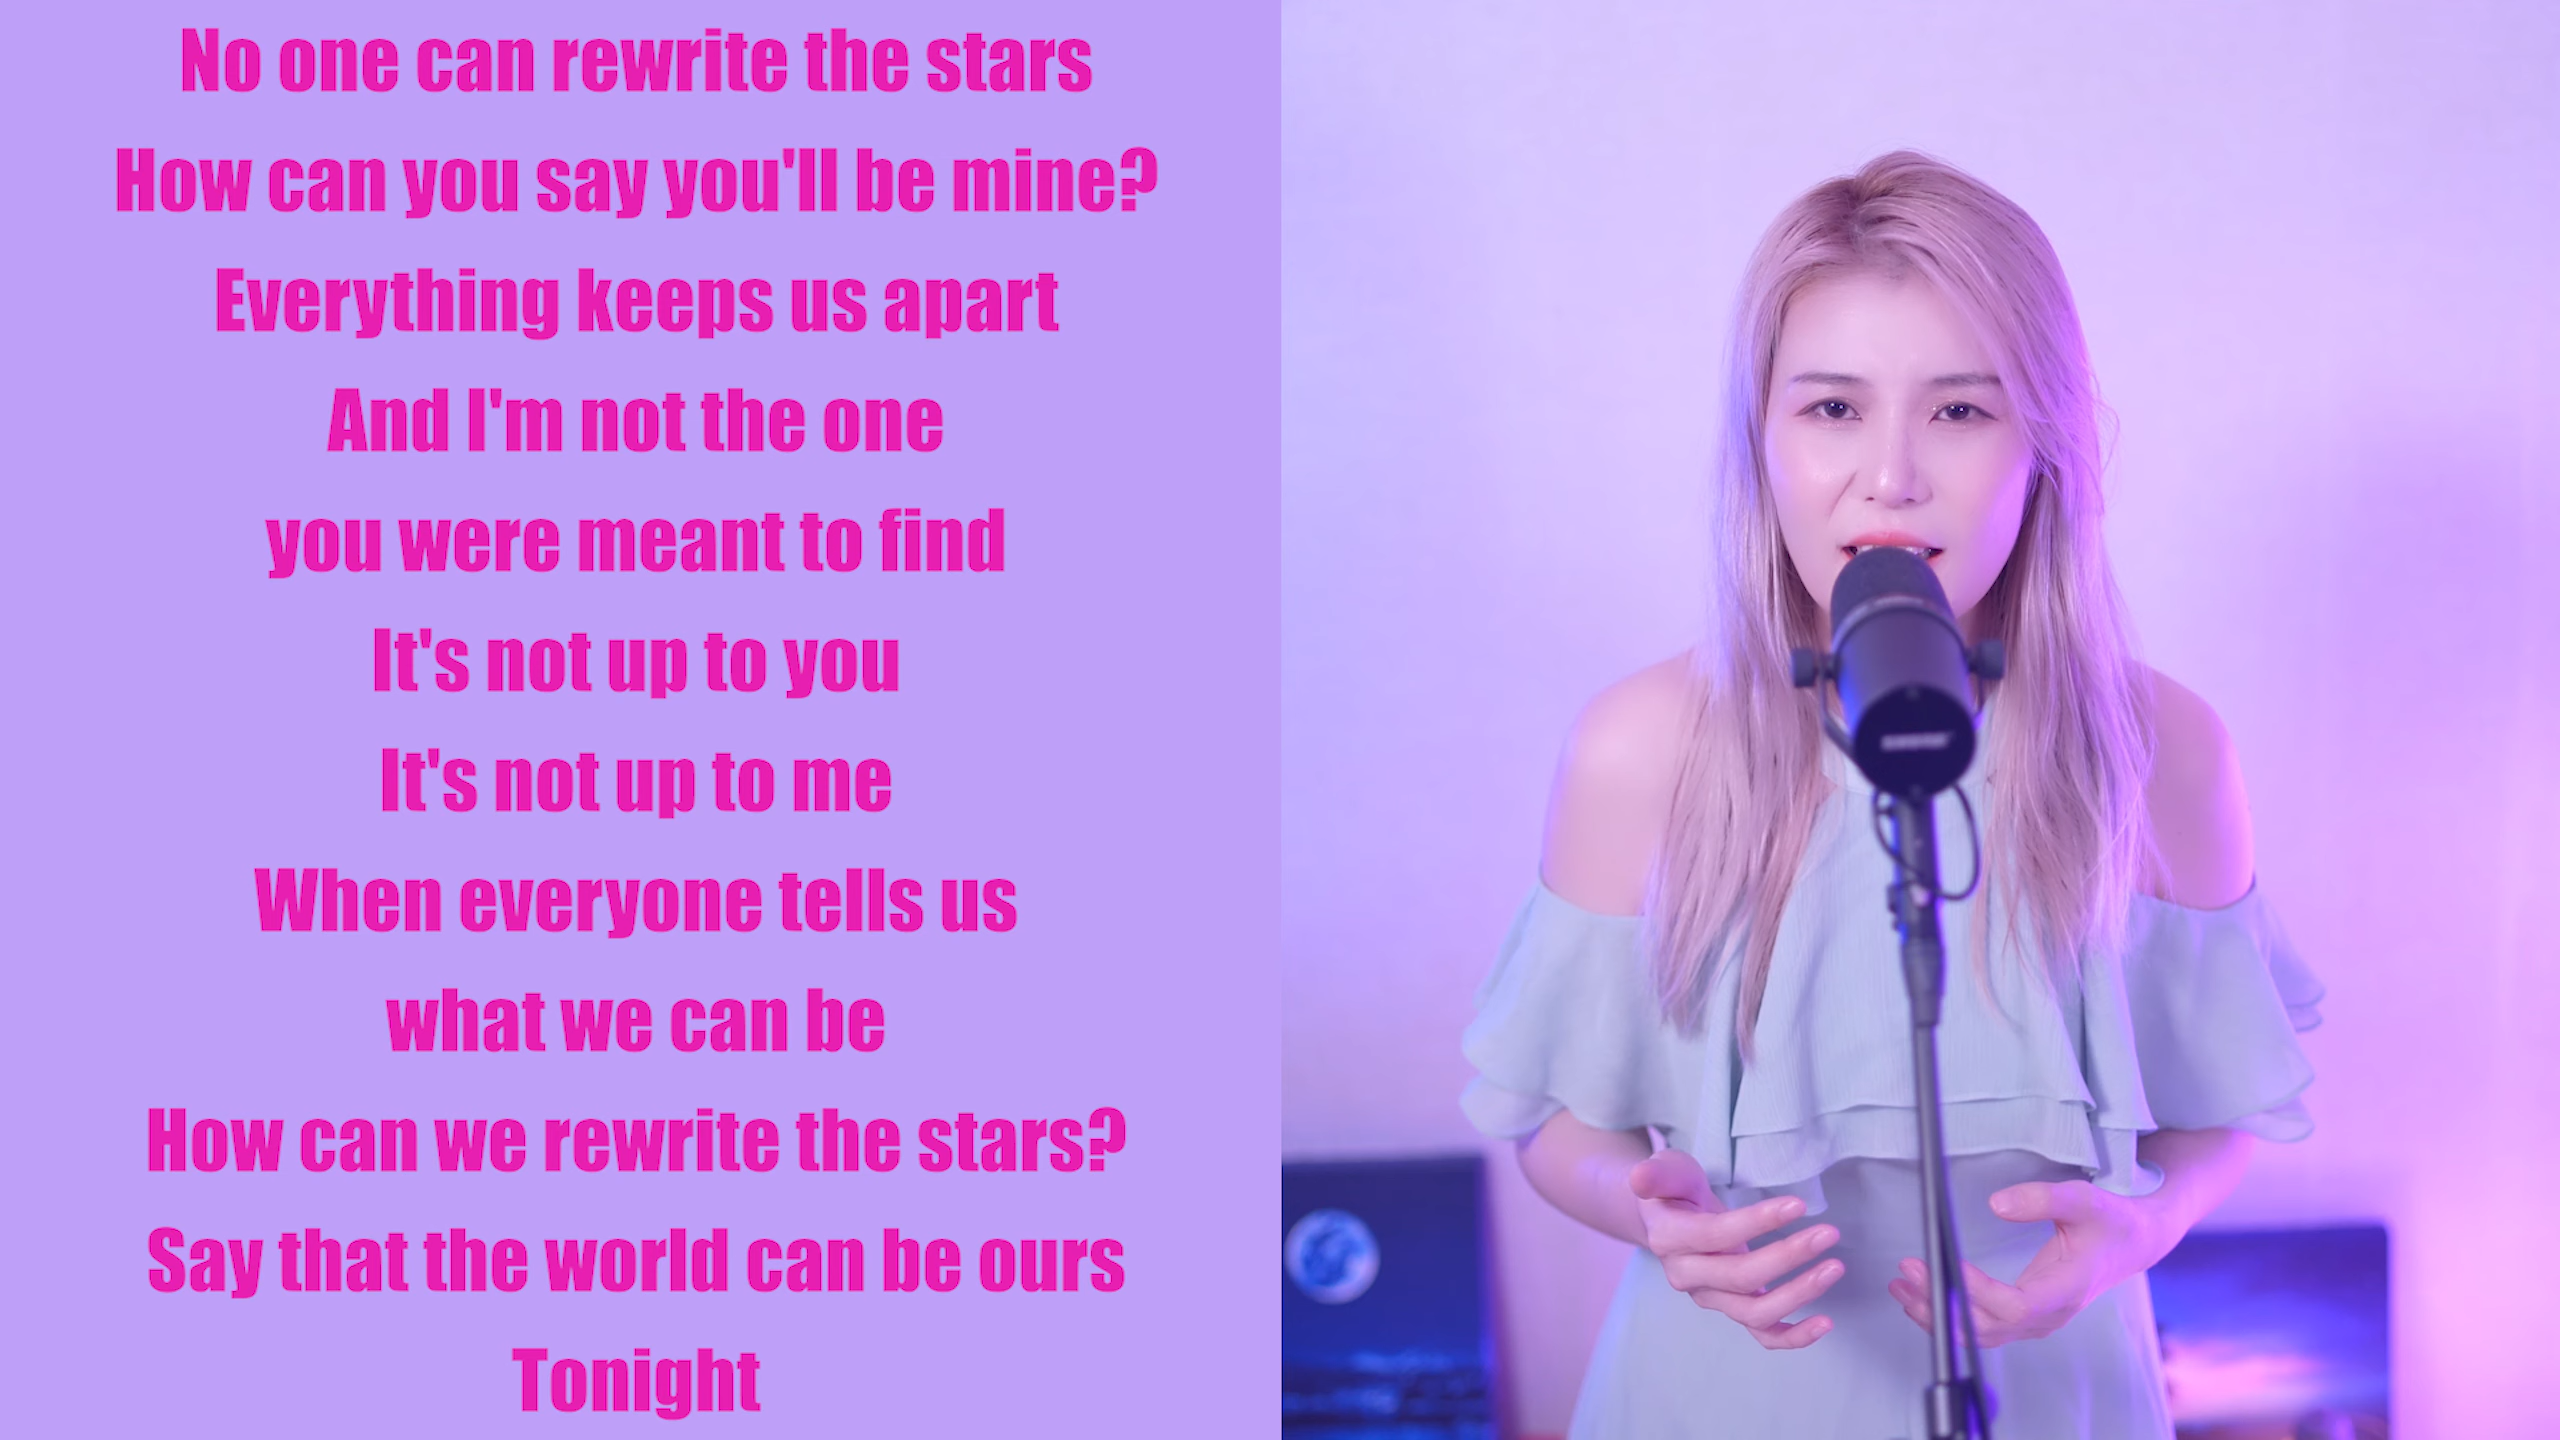 No one can rewrite the stars
How can you say you'll be mine?
Everything keeps us apart
And I'm not the one
you were meant to find
It's not up to you
It's not up to me
When everyone tells us
what we can be
How can we rewrite the stars?
Say that the world can be ours
Tonight